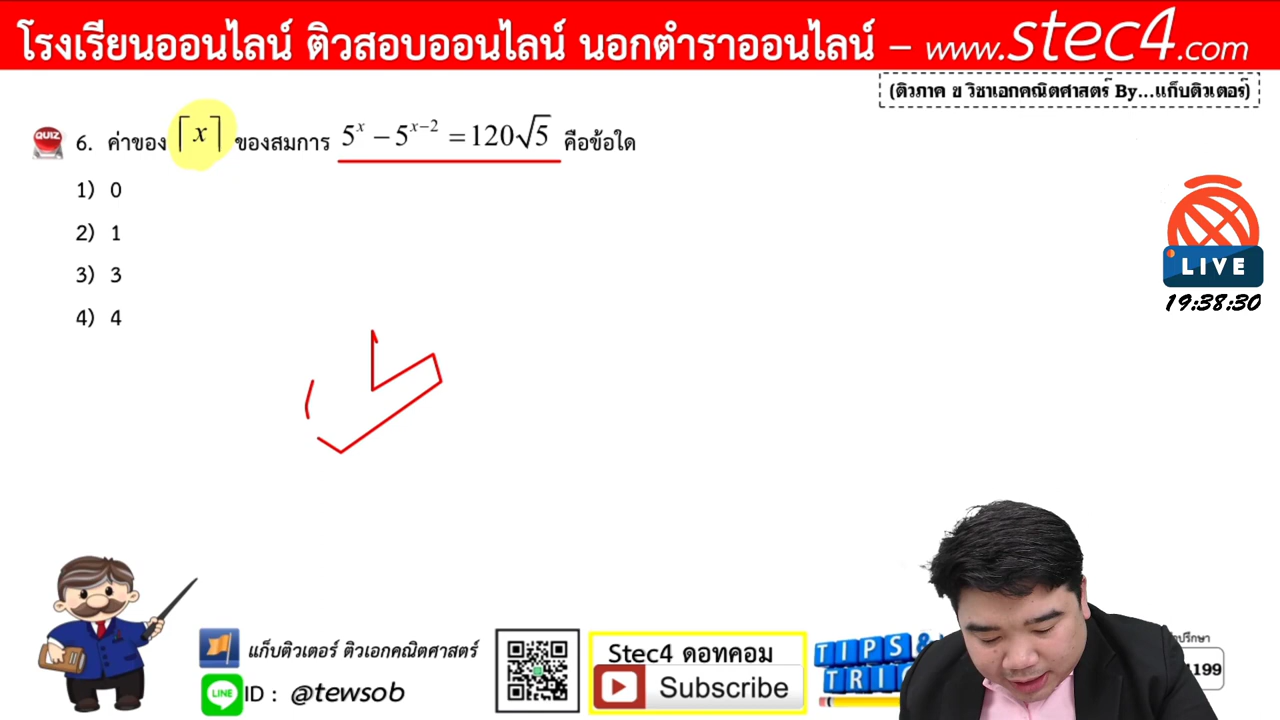 โรงเรียนออนไลน์ ติวสอบออนไลน์ นอกตำราออนไลน์ – www.stec4.com
(ติวภาค ข วิชาเอกคณิตศาสตร์ By...แก็บติวเตอร์)
QUIZ 6. ค่าของ ⌈x⌉ ของสมการ 5^x − 5^(x−2) = 120√5 คือข้อใด
1) 0
2) 1
3) 3
4) 4
LIVE
19:38:30
แก็บติวเตอร์ ติวเอกคณิตศาสตร์
LINE ID : @tewsob
Stec4 ดอทคอม
Subscribe
TIPS &
TRI
ปรึกษา
199